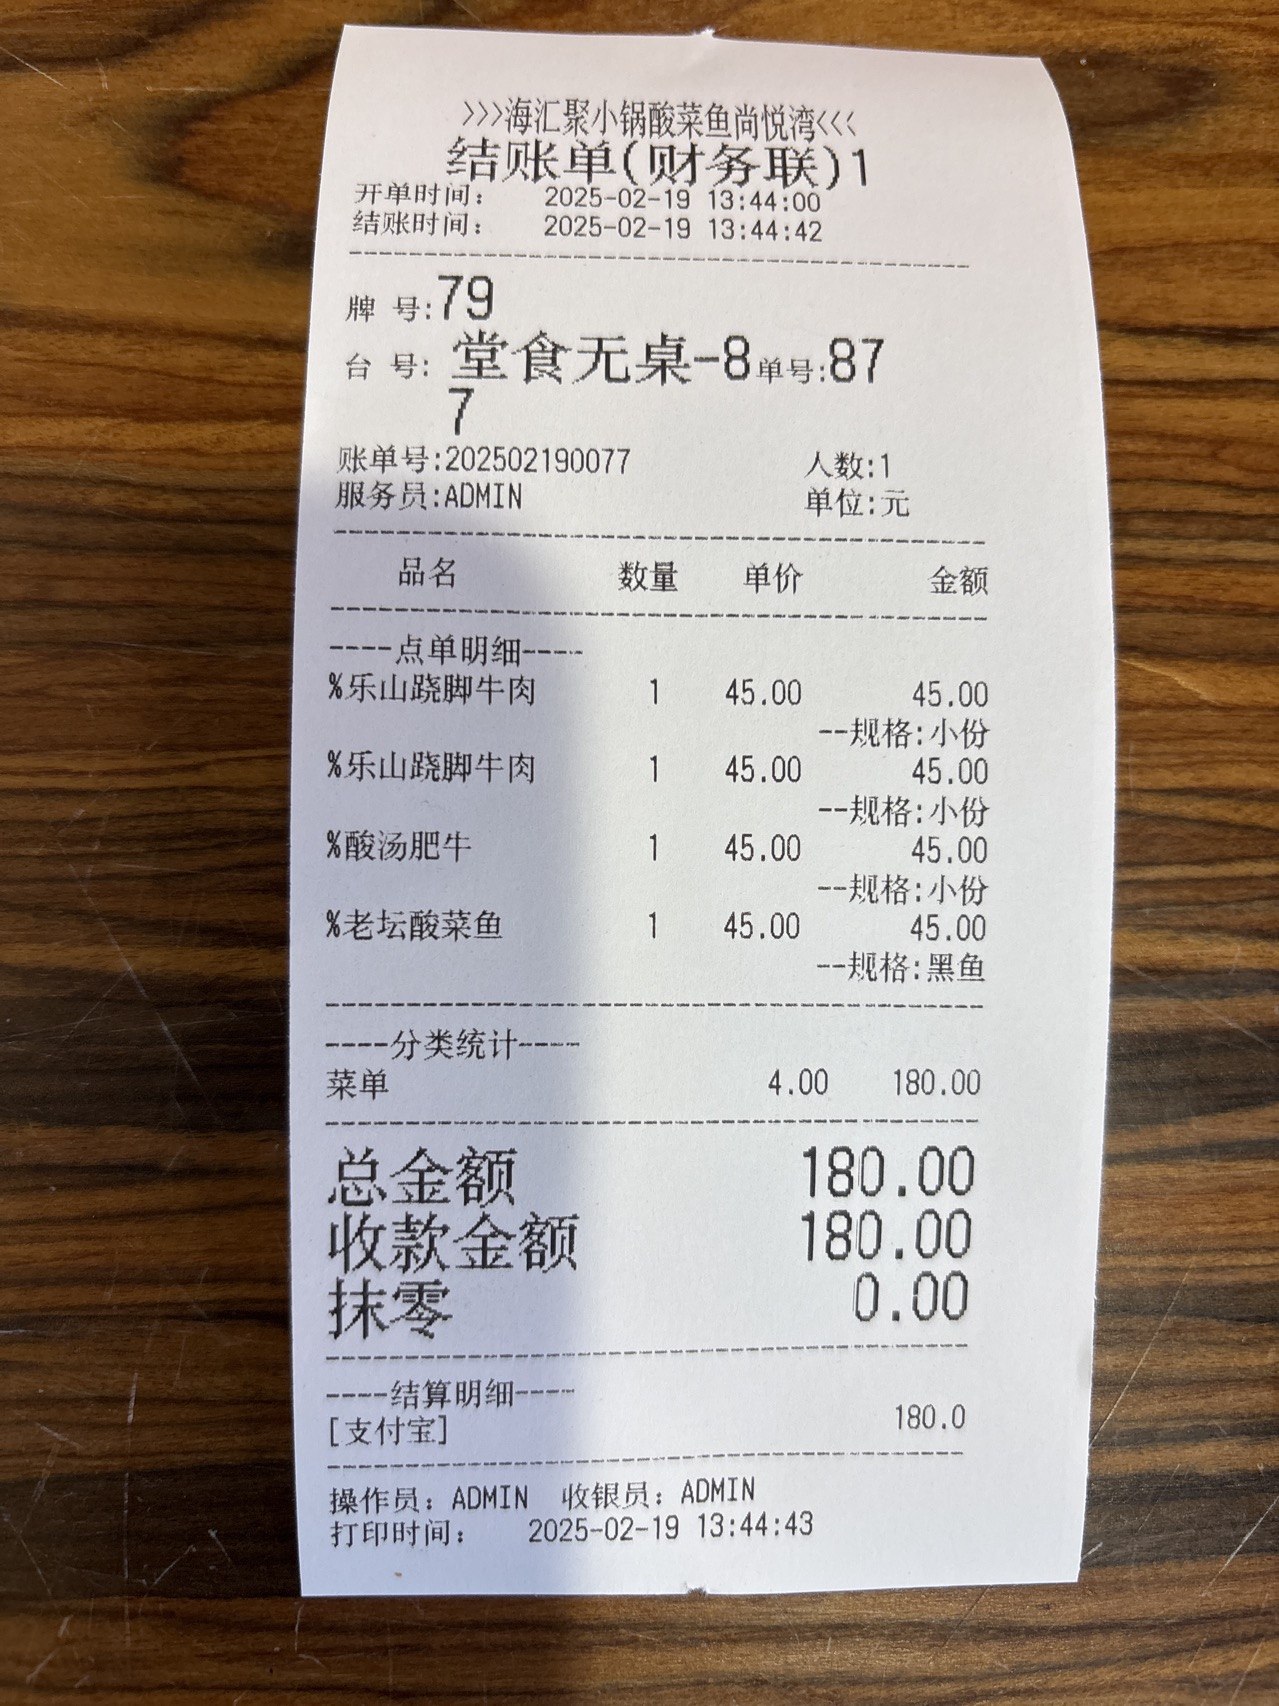 >>>海汇聚小锅酸菜鱼尚悦湾<<<
结账单(财务联)1
开单时间: 2025-02-19 13:44:00
结账时间: 2025-02-19 13:44:42
牌 号:79
台 号: 堂食无桌-8单号:87
7
账单号:202502190077 人数:1
服务员:ADMIN 单位:元
品名 数量 单价 金额
----点单明细----
%乐山跷脚牛肉 1 45.00 45.00
--规格:小份
%乐山跷脚牛肉 1 45.00 45.00
--规格:小份
%酸汤肥牛 1 45.00 45.00
--规格:小份
%老坛酸菜鱼 1 45.00 45.00
--规格:黑鱼
----分类统计----
菜单 4.00 180.00
总金额 180.00
收款金额 180.00
抹零 0.00
----结算明细----
[支付宝] 180.0
操作员: ADMIN 收银员: ADMIN
打印时间: 2025-02-19 13:44:43